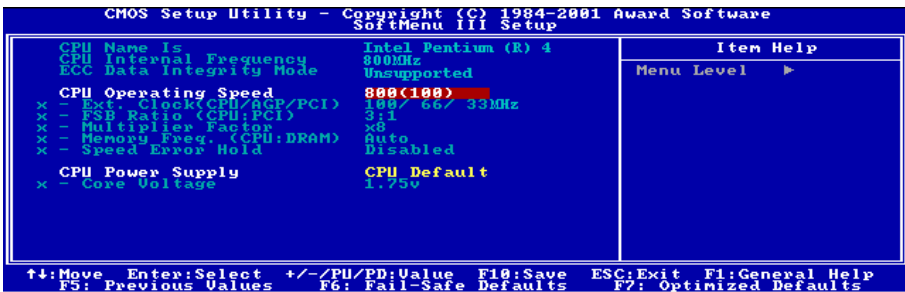 CMOS Setup Utility - Copyright (C) 1984-2001 Award Software
SoftMenu III Setup
CPU Name Is Intel Pentium (R) 4
CPU Internal Frequency 800MHz
ECC Data Integrity Mode Unsupported
CPU Operating Speed 800(100)
x - Ext. Clock(CPU/AGP/PCI) 100/ 66/ 33MHz
x - FSB Ratio (CPU:PCI) 3:1
x - Multiplier Factor x8
x - Memory Freq. (CPU:DRAM) Auto
x - Speed Error Hold Disabled
CPU Power Supply CPU Default
x - Core Voltage 1.75v
Item Help
Menu Level ►
↑↓:Move Enter:Select +/-/PU/PD:Value F10:Save ESC:Exit F1:General Help
F5: Previous Values F6: Fail-Safe Defaults F7: Optimized Defaults